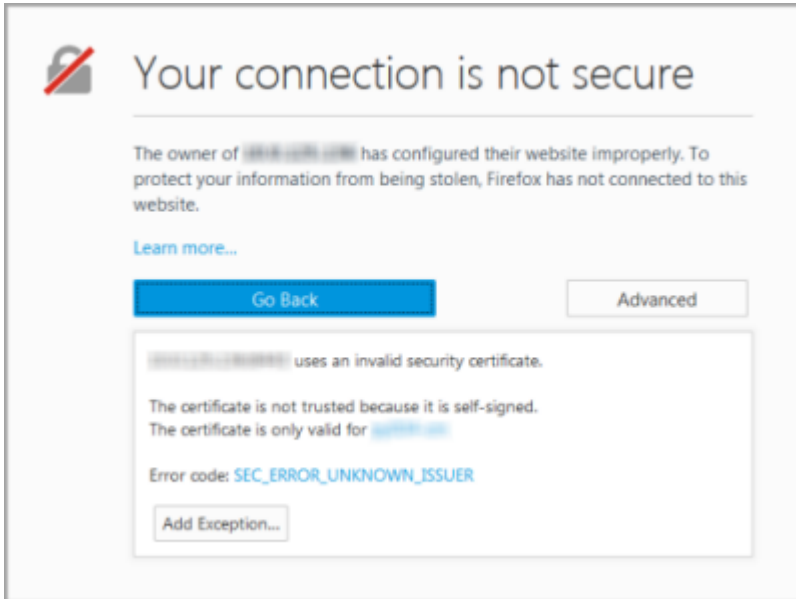 Your connection is not secure
The owner of has configured their website improperly. To
protect your information from being stolen, Firefox has not connected to this
website.
Learn more...
Go Back
Advanced
uses an invalid security certificate.
The certificate is not trusted because it is self-signed.
The certificate is only valid for
Error code: SEC_ERROR_UNKNOWN_ISSUER
Add Exception...